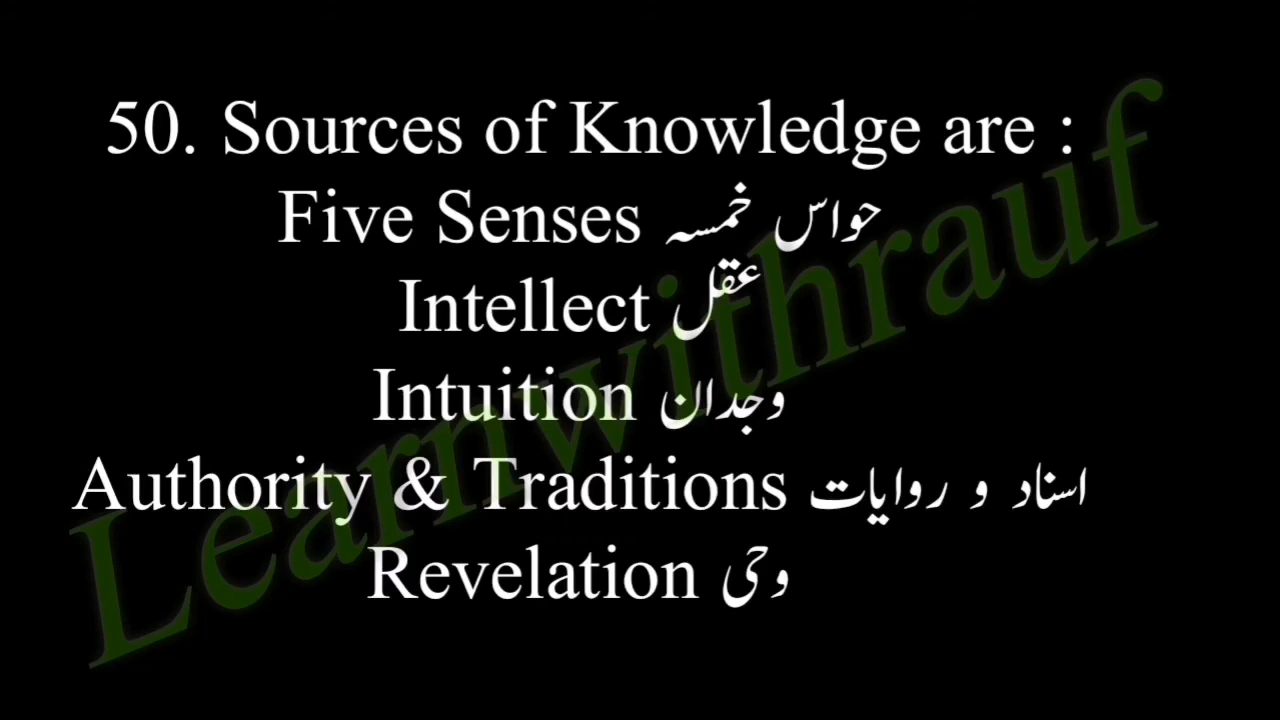 50. Sources of Knowledge are :
Five Senses حواس خمسہ
Intellect عقل
Intuition وجدان
Authority & Traditions اسناد و روایات
Revelation وحی
Learnwithrauf